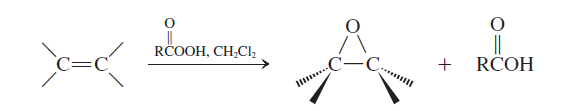 O
RCOOH, CH₂Cl₂
C=C
O
C—C
+
O
RCOH